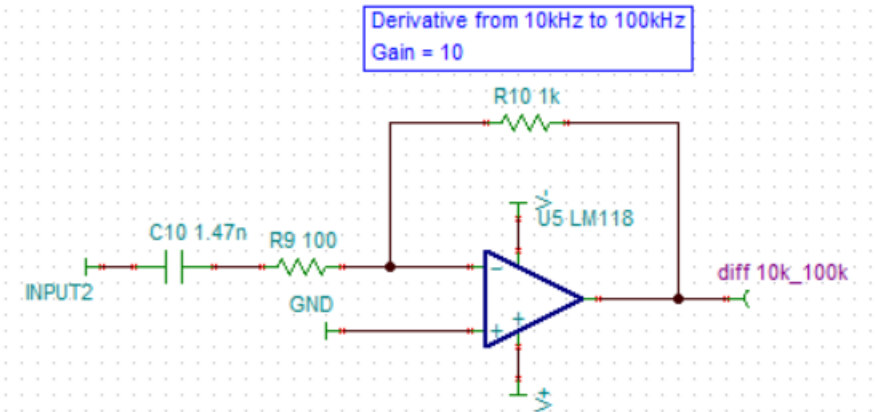 Derivative from 10kHz to 100kHz
Gain = 10
R10 1k
V-
U5 LM118
C10 1.47n
R9 100
INPUT2
GND
diff 10k_100k
V+